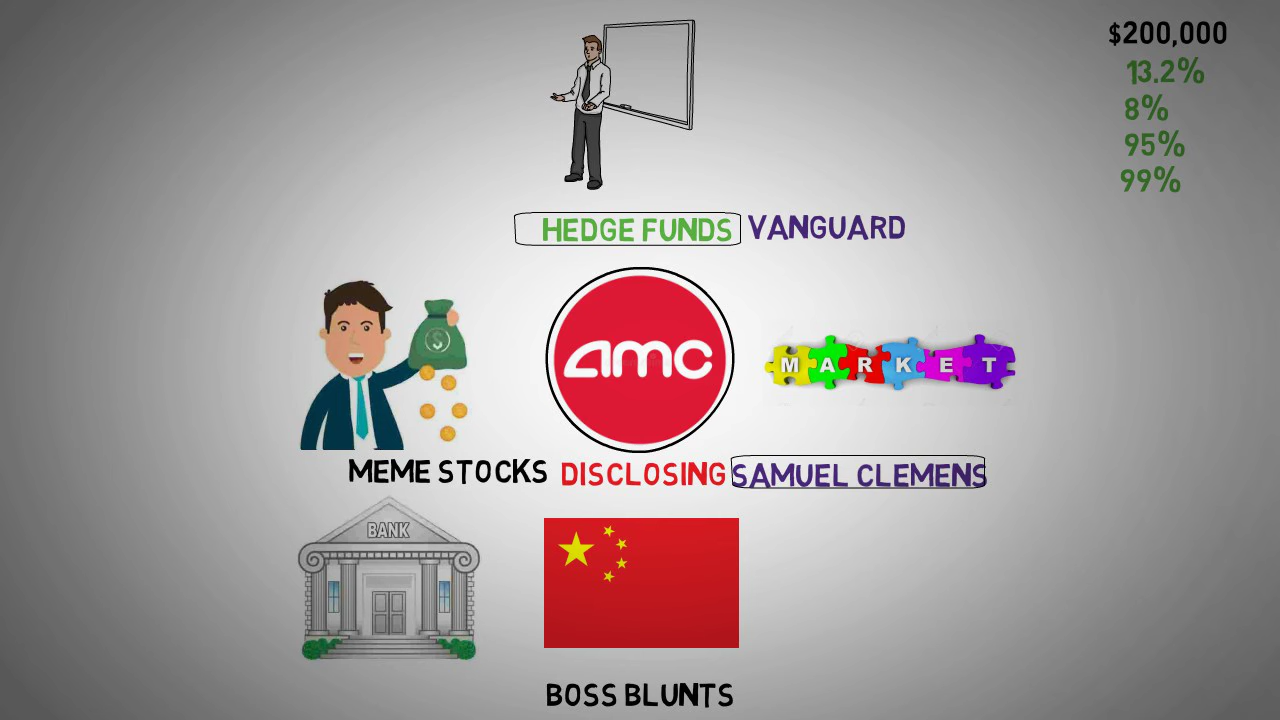 $200,000
13.2%
8%
95%
99%
HEDGE FUNDS VANGUARD
$
amc
MARKET
MEME STOCKS DISCLOSING SAMUEL CLEMENS
BANK
BOSS BLUNTS